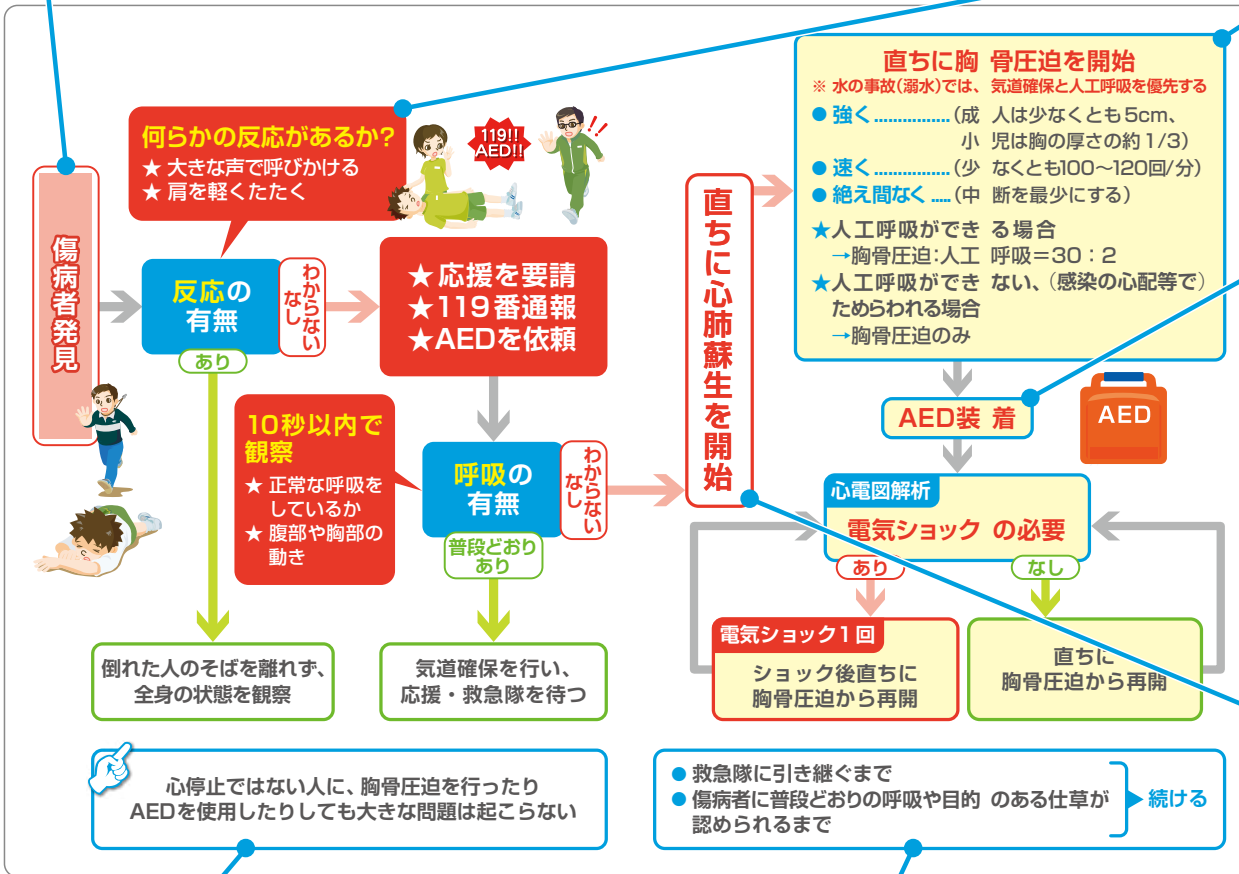 傷病者発見
何らかの反応があるか?
★ 大きな声で呼びかける
★ 肩を軽くたたく
119!!
AED!!
!!
反応の
有無
わからない
なし
あり
★応援を要請
★119番通報
★AEDを依頼
10秒以内で
観察
★ 正常な呼吸を
しているか
★ 腹部や胸部の
動き
呼吸の
有無
わからない
なし
普段どおり
あり
倒れた人のそばを離れず、
全身の状態を観察
気道確保を行い、
応援・救急隊を待つ
直ちに心肺蘇生を開始
直ちに胸 骨圧迫を開始
※ 水の事故(溺水)では、 気道確保と人工呼吸を優先する
● 強く................(成 人は少なくとも5cm、
小 児は胸の厚さの約1/3)
● 速く................(少 なくとも100〜120回/分)
● 絶え間なく.....(中 断を最少にする)
★人工呼吸ができ る場合
→胸骨圧迫:人工 呼吸=30:2
★人工呼吸ができ ない、(感染の心配等で)
ためらわれる場合
→胸骨圧迫のみ
AED装 着
AED
心電図解析
電気ショック の必要
あり
なし
電気ショック1回
ショック後直ちに
胸骨圧迫から再開
直ちに
胸骨圧迫から再開
心停止ではない人に、胸骨圧迫を行ったり
AEDを使用したりしても大きな問題は起こらない
● 救急隊に引き継ぐまで
● 傷病者に普段どおりの呼吸や目的 のある仕草が
認められるまで
続ける